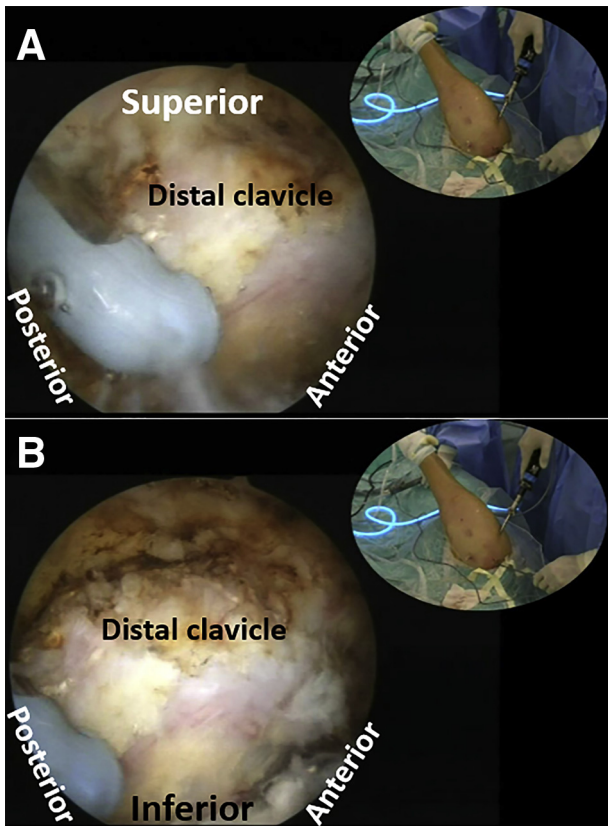 A
Superior
Distal clavicle
Posterior
Anterior
B
Distal clavicle
Posterior
Anterior
Inferior